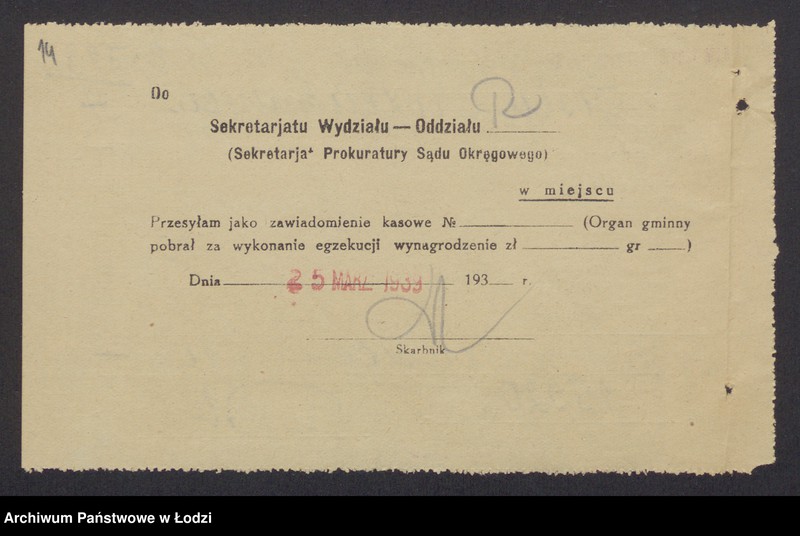 14
Do
Sekretarjatu Wydziału — Oddziału
(Sekretarja Prokuratury Sądu Okręgowego)
w miejscu
Przesyłam jako zawiadomienie kasowe № (Organ gminny
pobrał za wykonanie egzekucji wynagrodzenie zł gr )
Dnia 25 MARZ 1939 193 r.
Skarbnik
Archiwum Państwowe w Łodzi